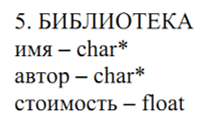 5. БИБЛИОТЕКА
имя – char*
автор – char*
стоимость – float